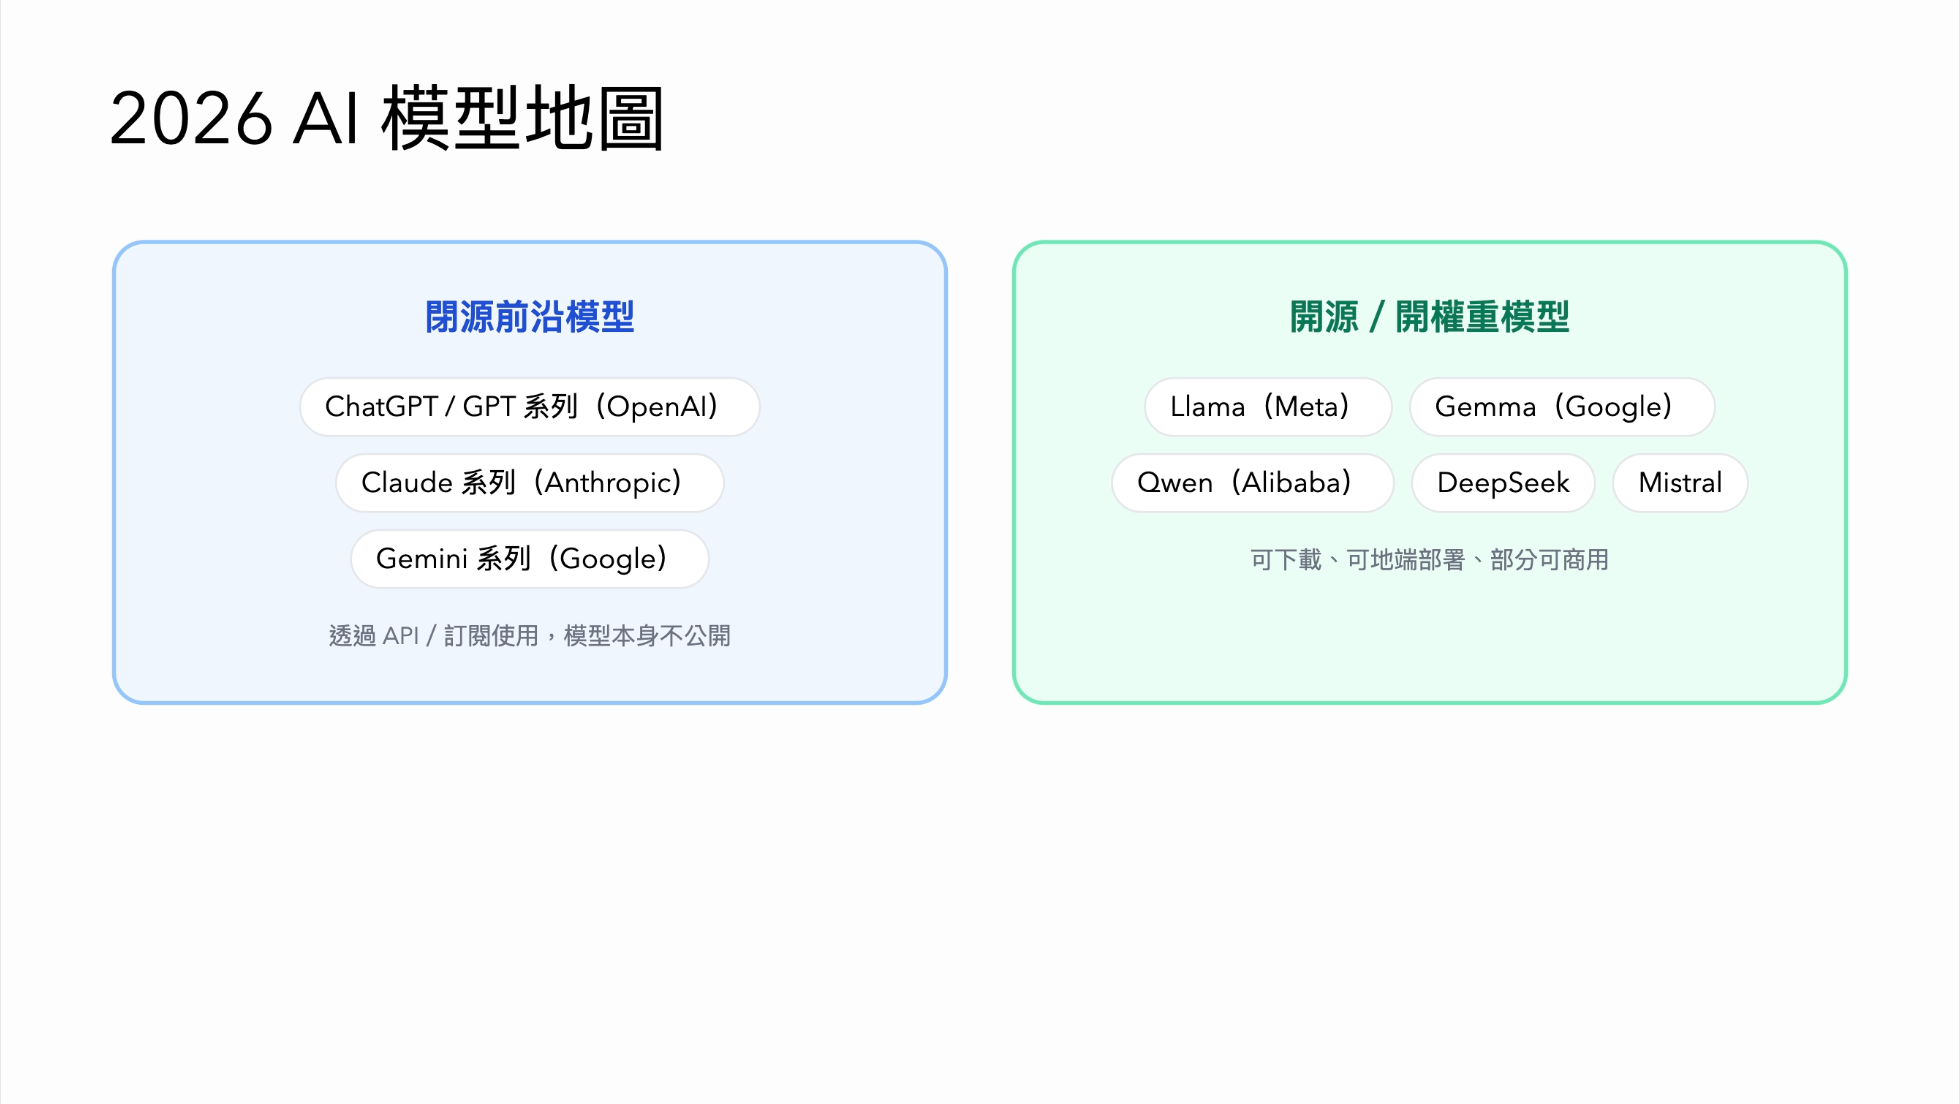 2026 AI 模型地圖
閉源前沿模型
ChatGPT / GPT 系列（OpenAI）
Claude 系列（Anthropic）
Gemini 系列（Google）
透過 API / 訂閱使用，模型本身不公開
開源 / 開權重模型
Llama（Meta） Gemma（Google）
Qwen（Alibaba） DeepSeek Mistral
可下載、可地端部署、部分可商用